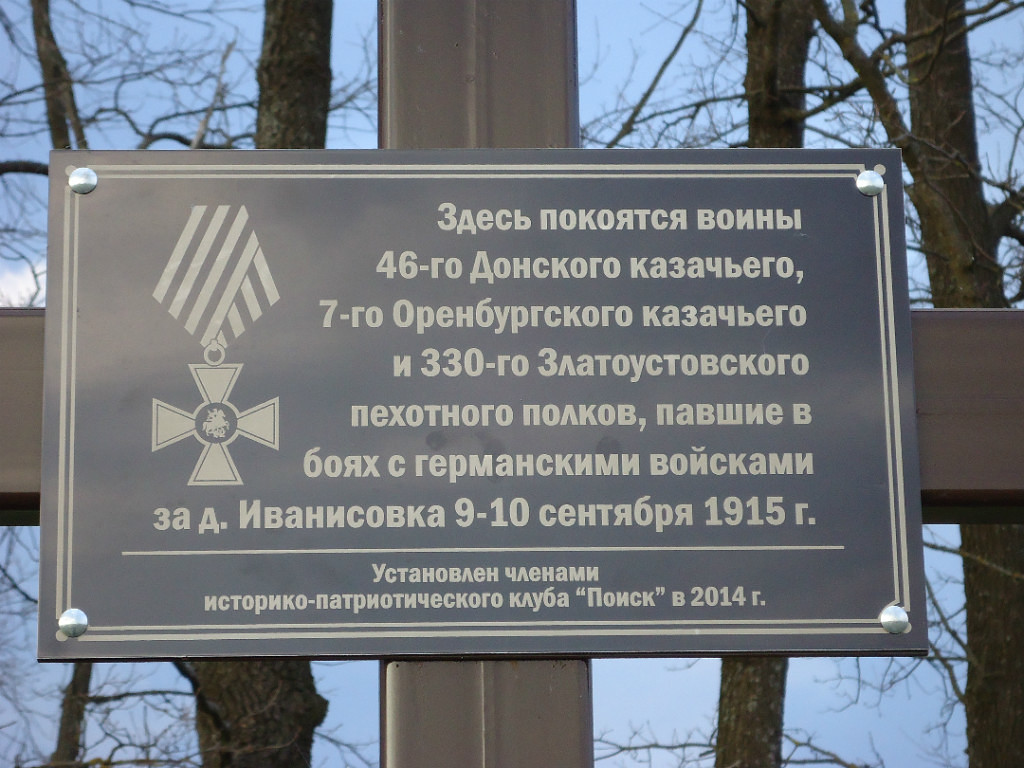 Здесь покоятся воины
46-го Донского казачьего,
7-го Оренбургского казачьего
и 330-го Златоустовского
пехотного полков, павшие в
боях с германскими войсками
за д. Иванисовка 9-10 сентября 1915 г.
Установлен членами
историко-патриотического клуба “Поиск” в 2014 г.